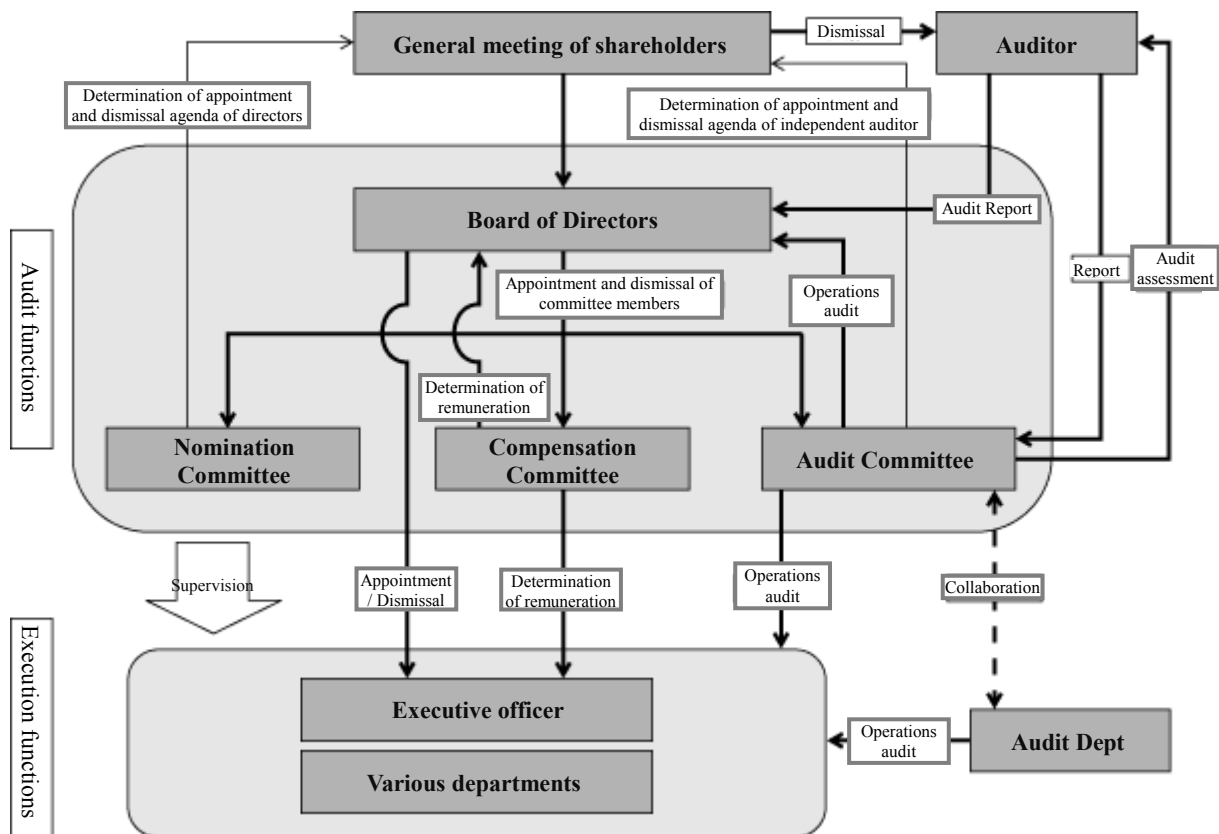 General meeting of shareholders
Dismissal
Auditor
Determination of appointment
and dismissal agenda of directors
Determination of appointment and
dismissal agenda of independent auditor
Board of Directors
Audit Report
Audit functions
Appointment and dismissal of
committee members
Operations
audit
Report
Audit
assessment
Determination of
remuneration
Nomination
Committee
Compensation
Committee
Audit Committee
Supervision
Appointment
/ Dismissal
Determination
of remuneration
Operations
audit
Collaboration
Execution functions
Executive officer
Various departments
Operations
audit
Audit Dept